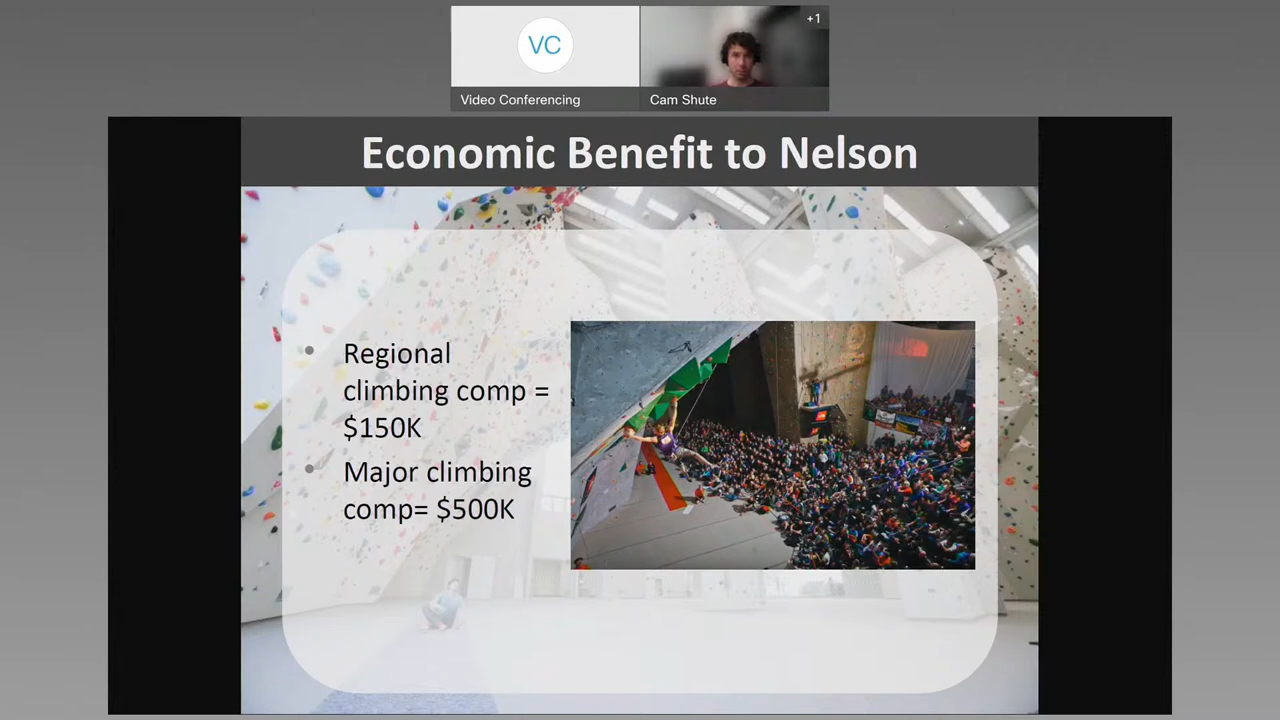 +1
VC
Video Conferencing
Cam Shute
Economic Benefit to Nelson
Regional
climbing comp =
$150K
Major climbing
comp= $500K